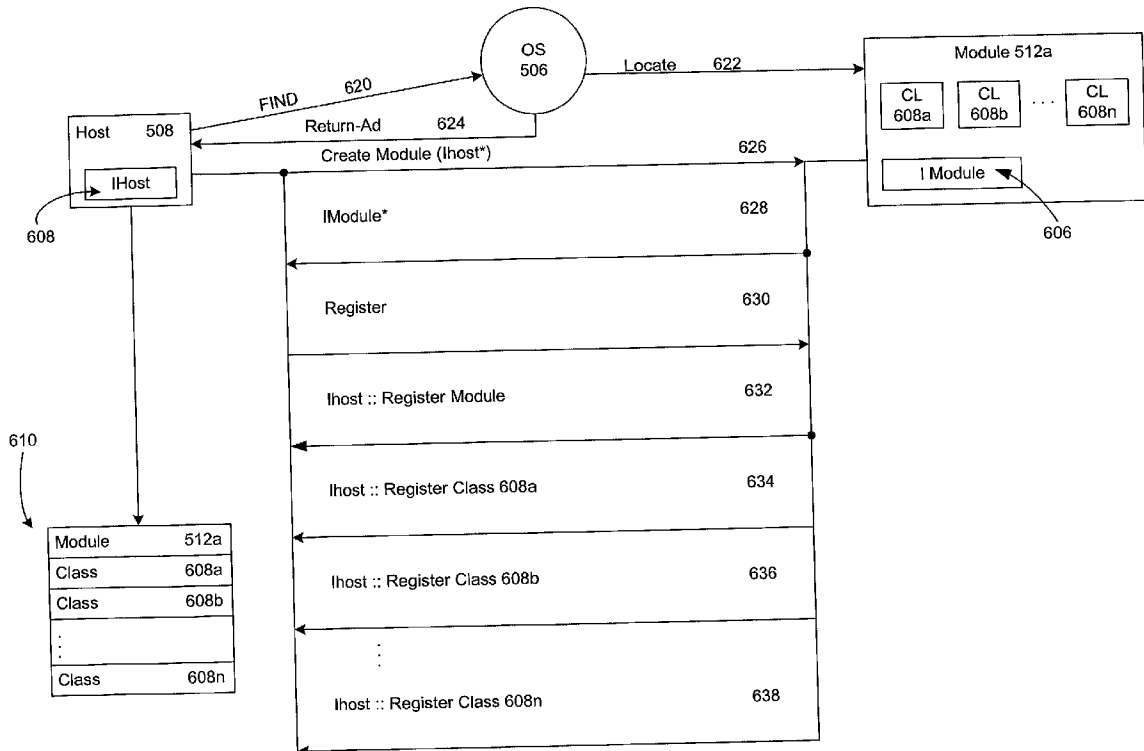 OS
506
Locate 622
FIND 620
Return-Ad 624
Host 508
IHost
608
Create Module (Ihost*) 626
Module 512a
CL
608a
CL
608b
. . .
CL
608n
I Module
606
IModule* 628
Register 630
Ihost :: Register Module 632
Ihost :: Register Class 608a 634
Ihost :: Register Class 608b 636
Ihost :: Register Class 608n 638
610
Module 512a
Class 608a
Class 608b
Class 608n